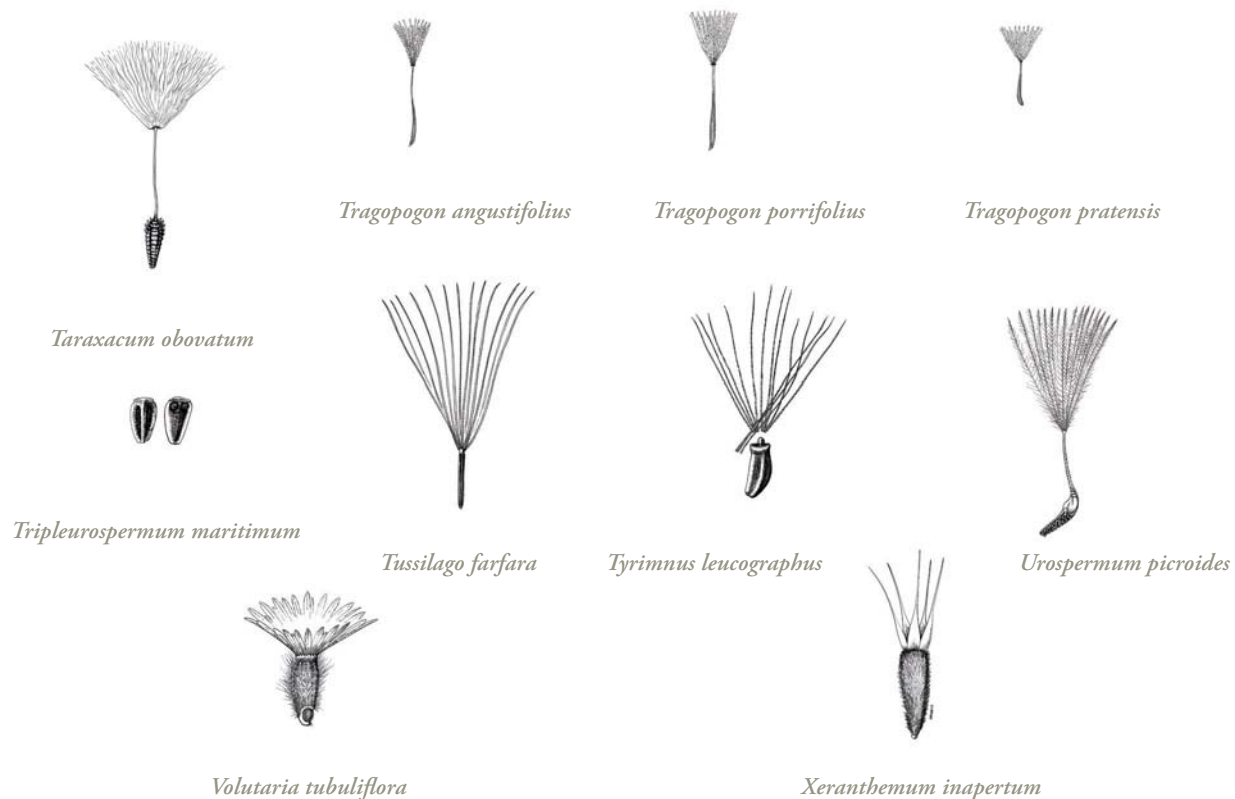 Tragopogon angustifolius
Tragopogon porrifolius
Tragopogon pratensis
Taraxacum obovatum
Tripleurospermum maritimum
Tussilago farfara
Tyrimnus leucographus
Urospermum picroides
Volutaria tubuliflora
Xeranthemum inapertum